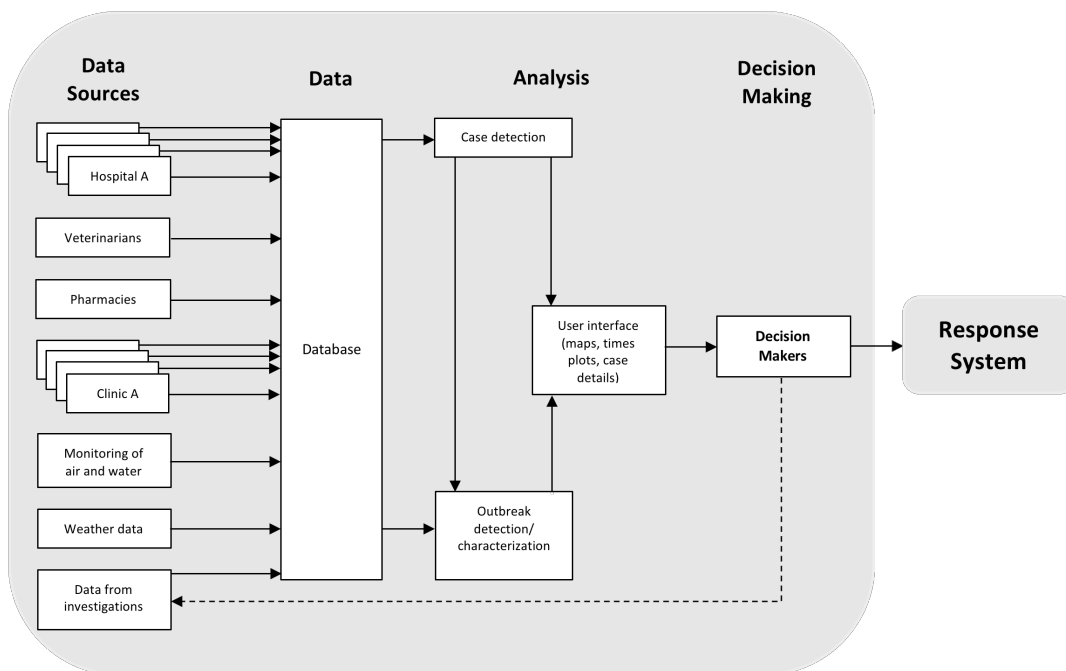 Data
Sources
Data
Analysis
Decision
Making
Hospital A
Veterinarians
Pharmacies
Clinic A
Monitoring of
air and water
Weather data
Data from
investigations
Database
Case detection
User interface
(maps, times
plots, case
details)
Outbreak
detection/
characterization
Decision
Makers
Response
System